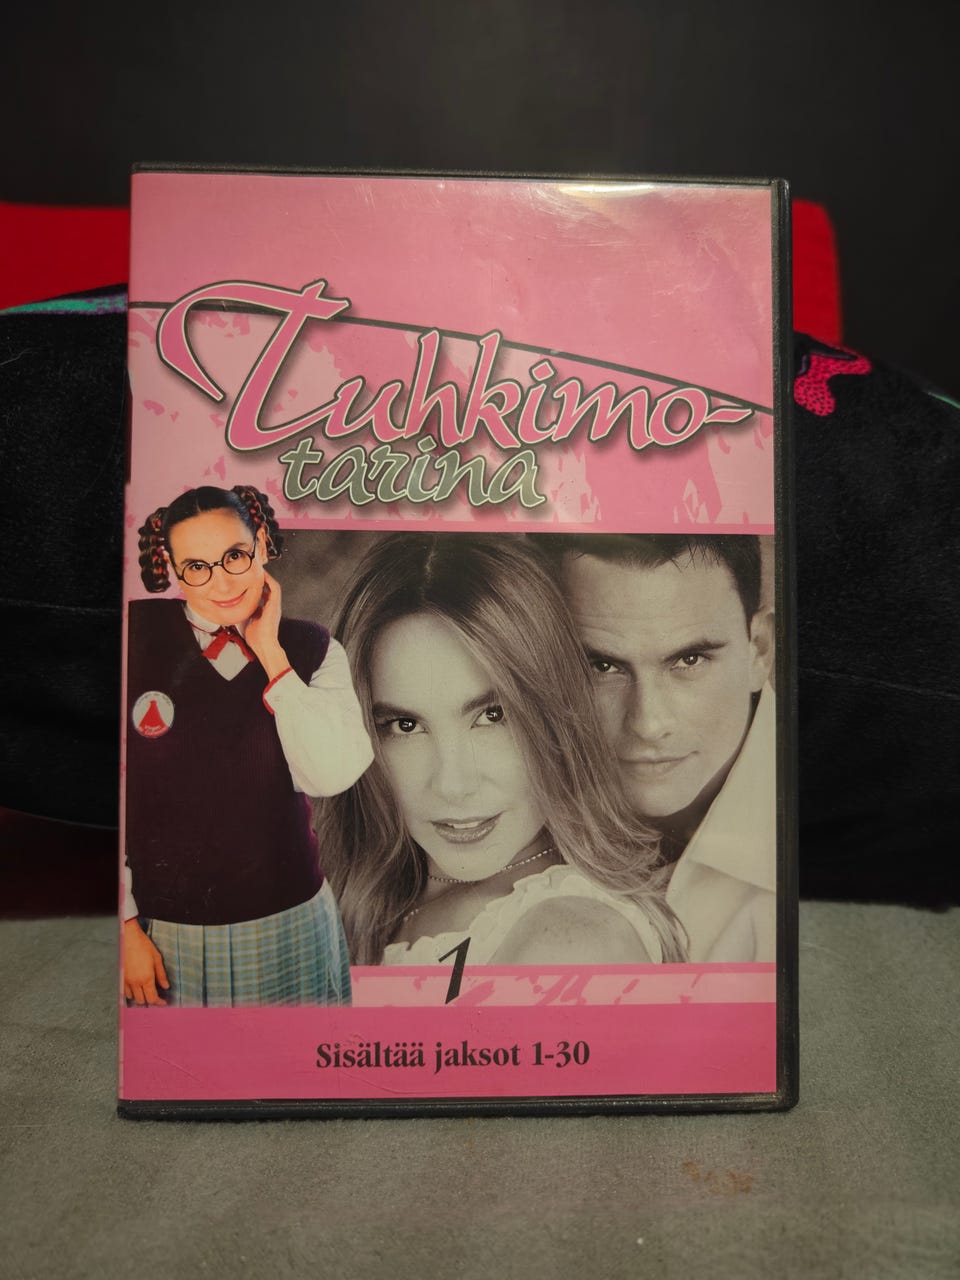 Tuhkimo-
tarina
1
Sisältää jaksot 1-30